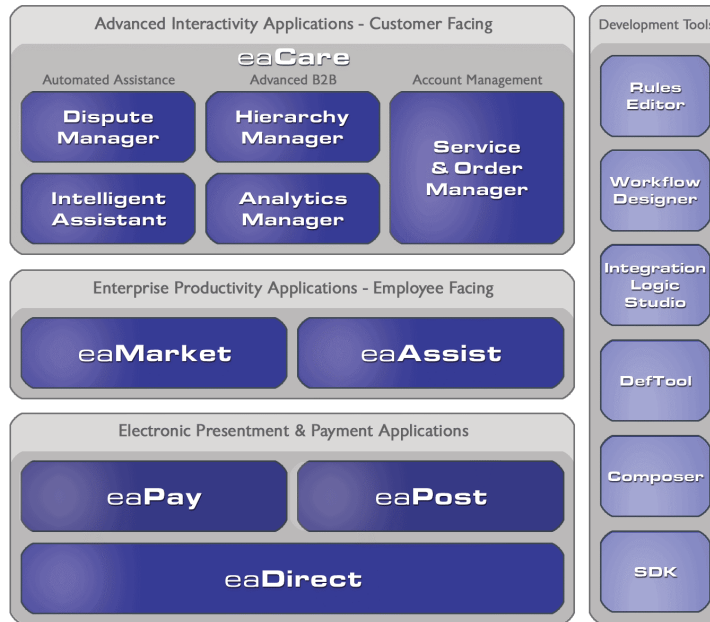 Advanced Interactivity Applications - Customer Facing
eaCare
Automated Assistance
Advanced B2B
Account Management
Dispute
Manager
Hierarchy
Manager
Service
& Order
Manager
Intelligent
Assistant
Analytics
Manager
Enterprise Productivity Applications - Employee Facing
eaMarket
eaAssist
Electronic Presentment & Payment Applications
eaPay
eaPost
eaDirect
Development Tools
Rules
Editor
Workflow
Designer
Integration
Logic
Studio
DefTool
Composer
SDK